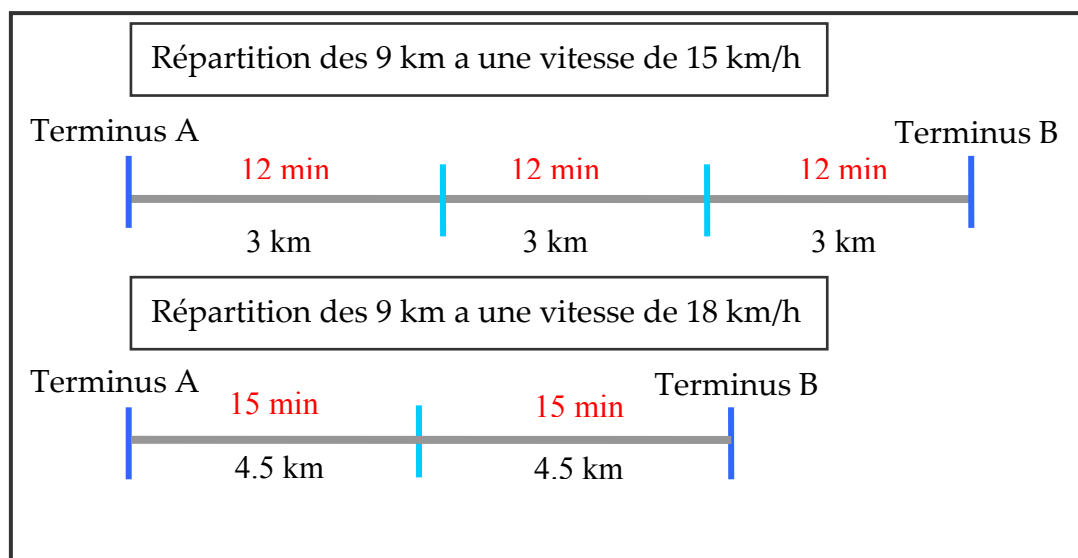 Répartition des 9 km a une vitesse de 15 km/h
Terminus A
Terminus B
12 min
12 min
12 min
3 km
3 km
3 km
Répartition des 9 km a une vitesse de 18 km/h
Terminus A
Terminus B
15 min
15 min
4.5 km
4.5 km